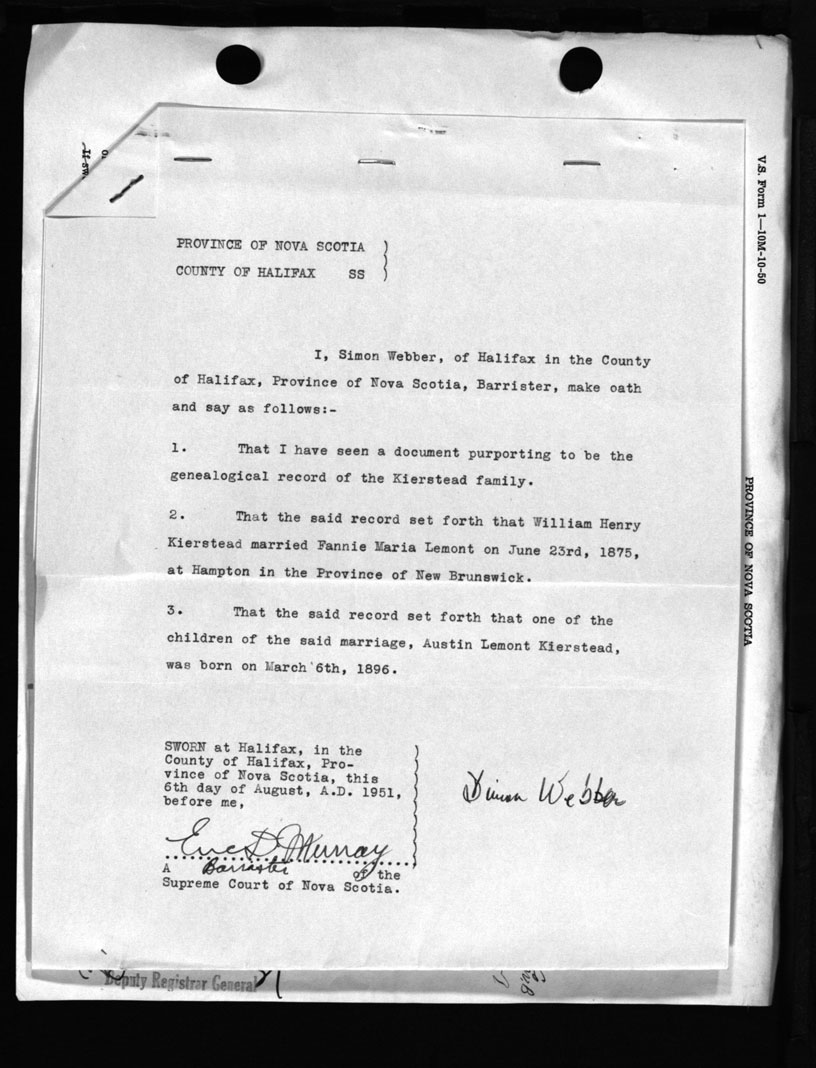 V.S. Form 1—10M-10-50
PROVINCE OF NOVA SCOTIA
PROVINCE OF NOVA SCOTIA )
COUNTY OF HALIFAX SS )
I, Simon Webber, of Halifax in the County
of Halifax, Province of Nova Scotia, Barrister, make oath
and say as follows:-
1. That I have seen a document purporting to be the
genealogical record of the Kierstead family.
2. That the said record set forth that William Henry
Kierstead married Fannie Maria Lemont on June 23rd, 1875,
at Hampton in the Province of New Brunswick.
3. That the said record set forth that one of the
children of the said marriage, Austin Lemont Kierstead,
was born on March 6th, 1896.
SWORN at Halifax, in the
County of Halifax, Pro-
vince of Nova Scotia, this
6th day of August, A.D. 1951,
before me,
Simon Webber
Murray
A Barrister of the
Supreme Court of Nova Scotia.
Deputy Registrar General